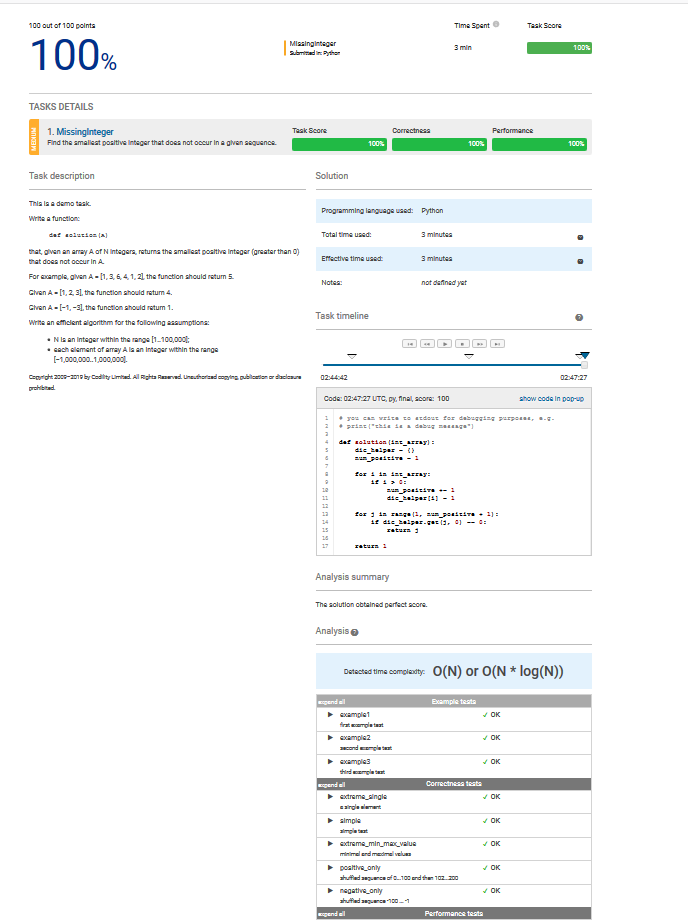 100 out of 100 points
Time Spent
Task Score
100%
MissingInteger
Submitted in: Python
3 min
100%
TASKS DETAILS
MEDIUM
1. MissingInteger
Find the smallest positive integer that does not occur in a given sequence.
Task Score
100%
Correctness
100%
Performance
100%
Task description
This is a demo task.
Write a function:
def solution(A)
that, given an array A of N integers, returns the smallest positive integer (greater than 0)
that does not occur in A.
For example, given A = [1, 3, 6, 4, 1, 2], the function should return 5.
Given A = [1, 2, 3], the function should return 4.
Given A = [−1, −3], the function should return 1.
Write an efficient algorithm for the following assumptions:
• N is an integer within the range [1..100,000];
• each element of array A is an integer within the range
[−1,000,000..1,000,000].
Copyright 2009–2019 by Codility Limited. All Rights Reserved. Unauthorized copying, publication or disclosure
prohibited.
Solution
Programming language used: Python
Total time used: 3 minutes
Effective time used: 3 minutes
Notes: not defined yet
Task timeline
02:44:42
02:47:27
Code: 02:47:27 UTC, py, final, score: 100
show code in pop-up
1 # you can write to stdout for debugging purposes, e.g.
2 # print("this is a debug message")
3
4 def solution(int_array):
5 dic_helper = {}
6 num_positive = 1
7
8 for i in int_array:
9 if i > 0:
10 num_positive += 1
11 dic_helper[i] = 1
12
13 for j in range(1, num_positive + 1):
14 if dic_helper.get(j, 0) == 0:
15 return j
16
17 return 1
Analysis summary
The solution obtained perfect score.
Analysis
Detected time complexity: O(N) or O(N * log(N))
expand all Example tests
example1 ✓ OK
first example test
example2 ✓ OK
second example test
example3 ✓ OK
third example test
expand all Correctness tests
extreme_single ✓ OK
a single element
simple ✓ OK
simple test
extreme_min_max_value ✓ OK
minimal and maximal values
positive_only ✓ OK
shuffled sequence of 0...100 and then 102...200
negative_only ✓ OK
shuffled sequence -100 ... -1
expand all Performance tests